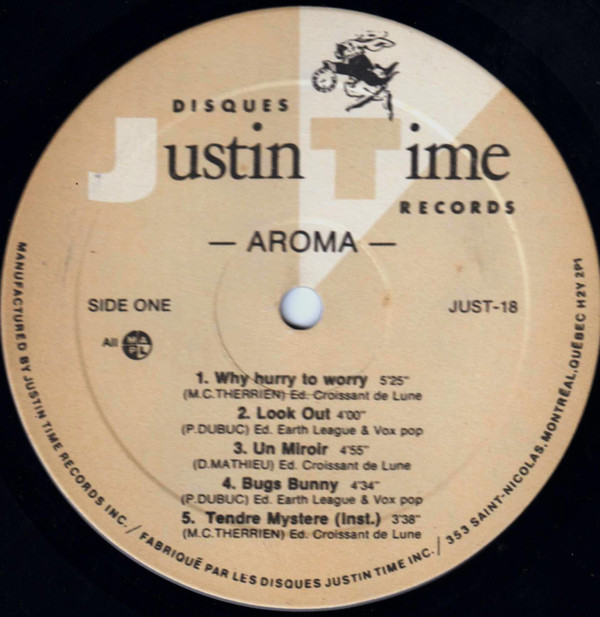 DISQUES
Justin Time
RECORDS
— AROMA —
SIDE ONE
JUST-18
All MAPL
1. Why hurry to worry 5'25"
(M.C.THERRIEN) Ed. Croissant de Lune
2. Look Out 4'00"
(P.DUBUC) Ed. Earth League & Vox pop
3. Un Miroir 4'55"
(D.MATHIEU) Ed. Croissant de Lune
4. Bugs Bunny 4'34"
(P.DUBUC) Ed. Earth League & Vox pop
5. Tendre Mystere (Inst.) 3'38"
(M.C.THERRIEN) Ed. Croissant de Lune
MANUFACTURED BY JUSTIN TIME RECORDS INC. / FABRIQUÉ PAR LES DISQUES JUSTIN TIME INC. / 353 SAINT-NICOLAS, MONTRÉAL, QUÉBEC H2Y 2P1